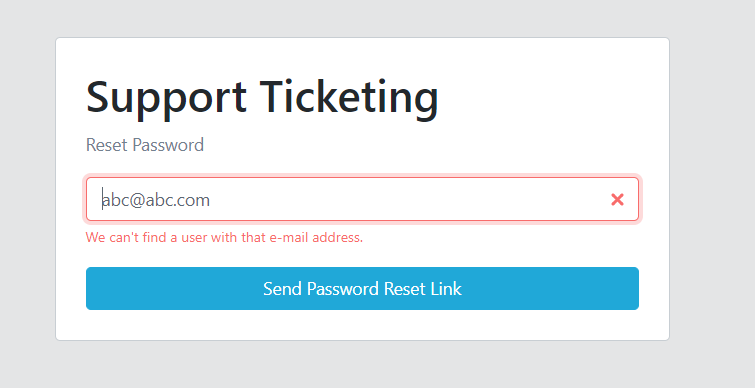 Support Ticketing
Reset Password
abc@abc.com
We can't find a user with that e-mail address.
Send Password Reset Link